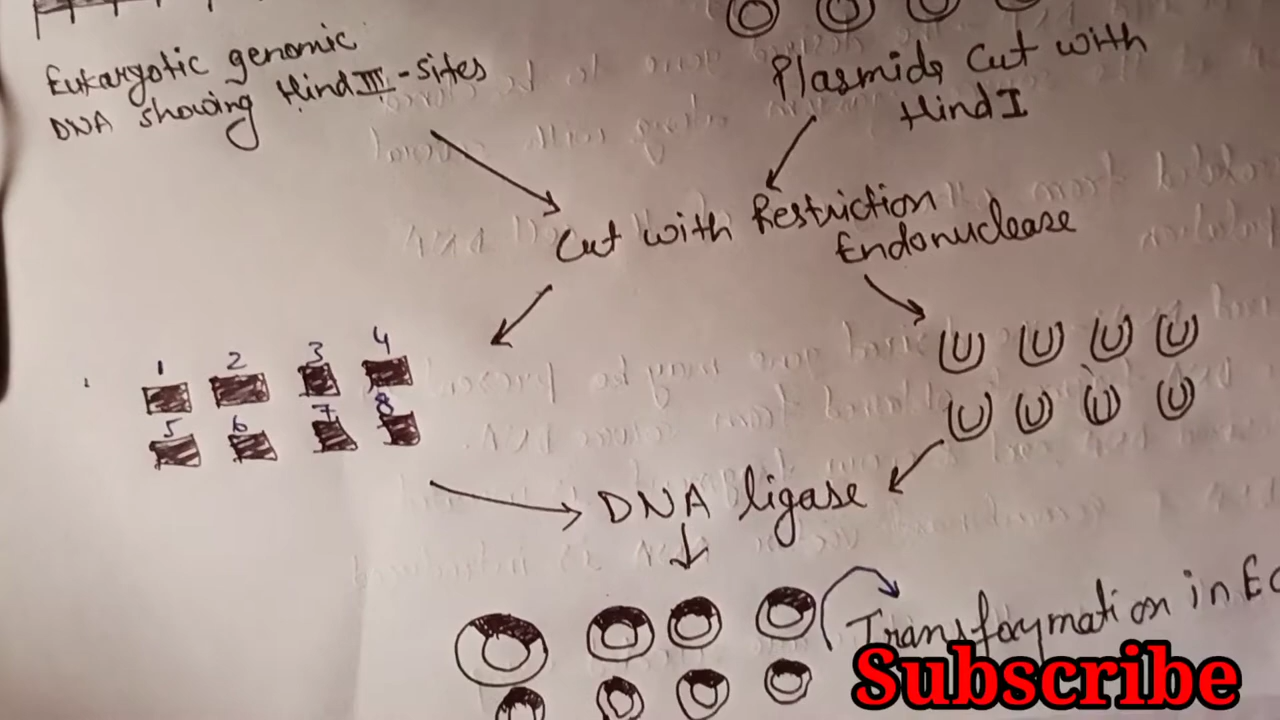 Eukaryotic genomic
DNA showing HindIII-sites
Plasmids Cut with
HindI
Cut with Restriction
Endonuclease
1 2 3 4
5 6 7 8
DNA ligase
Transformation in EC
Subscribe